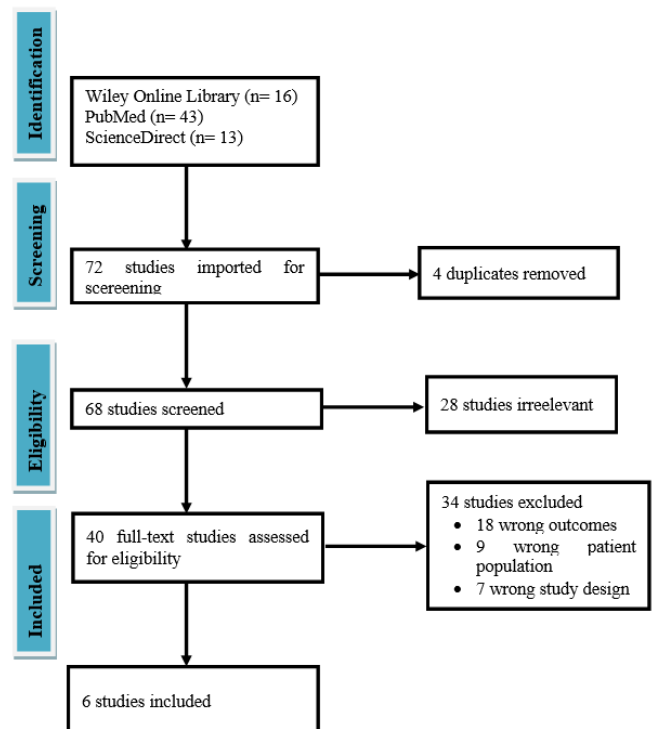 Identification
Wiley Online Library (n= 16)
PubMed (n= 43)
ScienceDirect (n= 13)
Screening
72 studies imported for
scereening
4 duplicates removed
Eligibility
68 studies screened
28 studies irreelevant
Included
40 full-text studies assessed
for eligibility
34 studies excluded
• 18 wrong outcomes
• 9 wrong patient
population
• 7 wrong study design
6 studies included